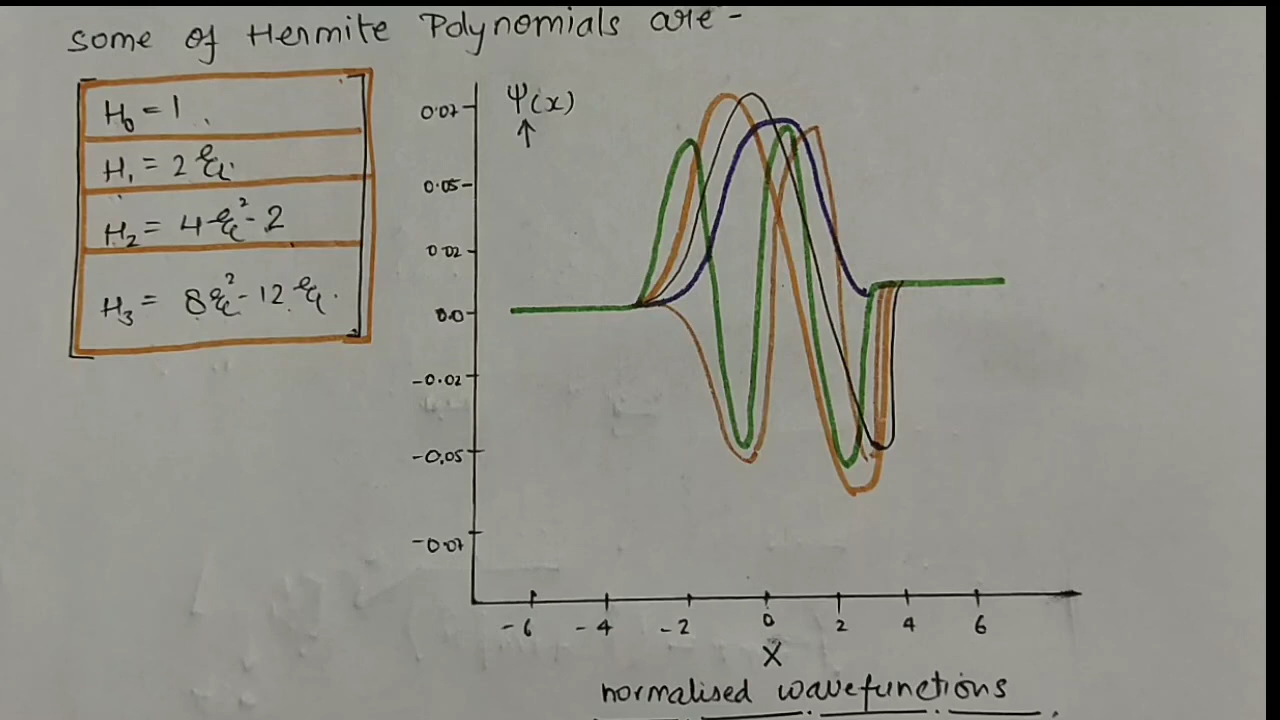 some of Hermite Polynomials are -
H₀ = 1 .
H₁ = 2ξ.
H₂ = 4ξ² - 2
H₃ = 8ξ² - 12ξ.
ψ(x)
↑
0.07
0.05
0.02
0.0
-0.02
-0.05
-0.07
-6 -4 -2 0 2 4 6
X
normalised wavefunctions